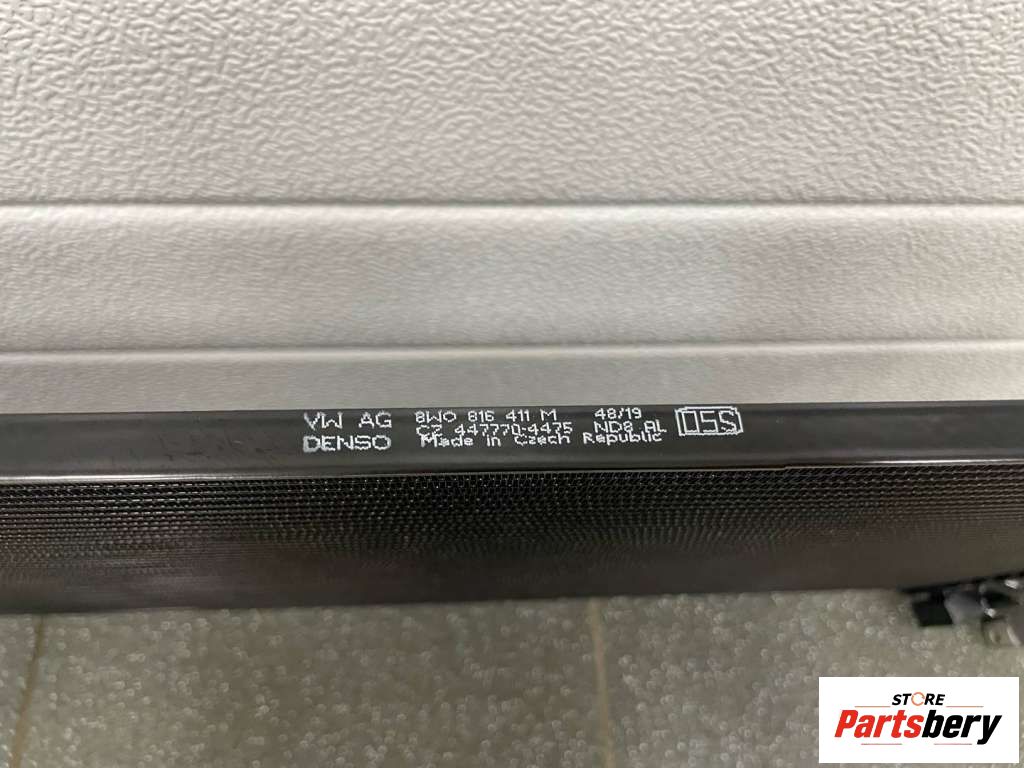 VW AG 8W0 816 411 M 48/19
DENSO CZ 447770-4475 ND8 AL
Made in Czech Republic
STORE
Partsbery